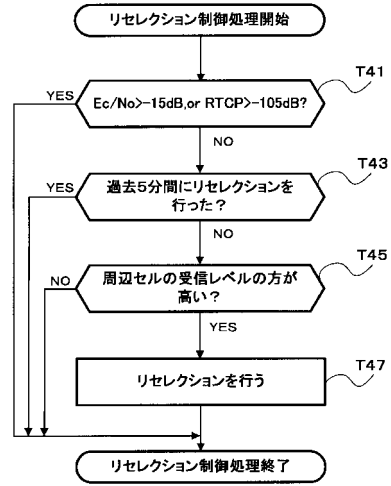 リセレクション制御処理開始
T41
YES
Ec/No>-15dB,or RTCP>-105dB?
NO
T43
YES
過去5分間にリセレクションを
行った?
NO
T45
NO
周辺セルの受信レベルの方が
高い?
YES
T47
リセレクションを行う
リセレクション制御処理終了